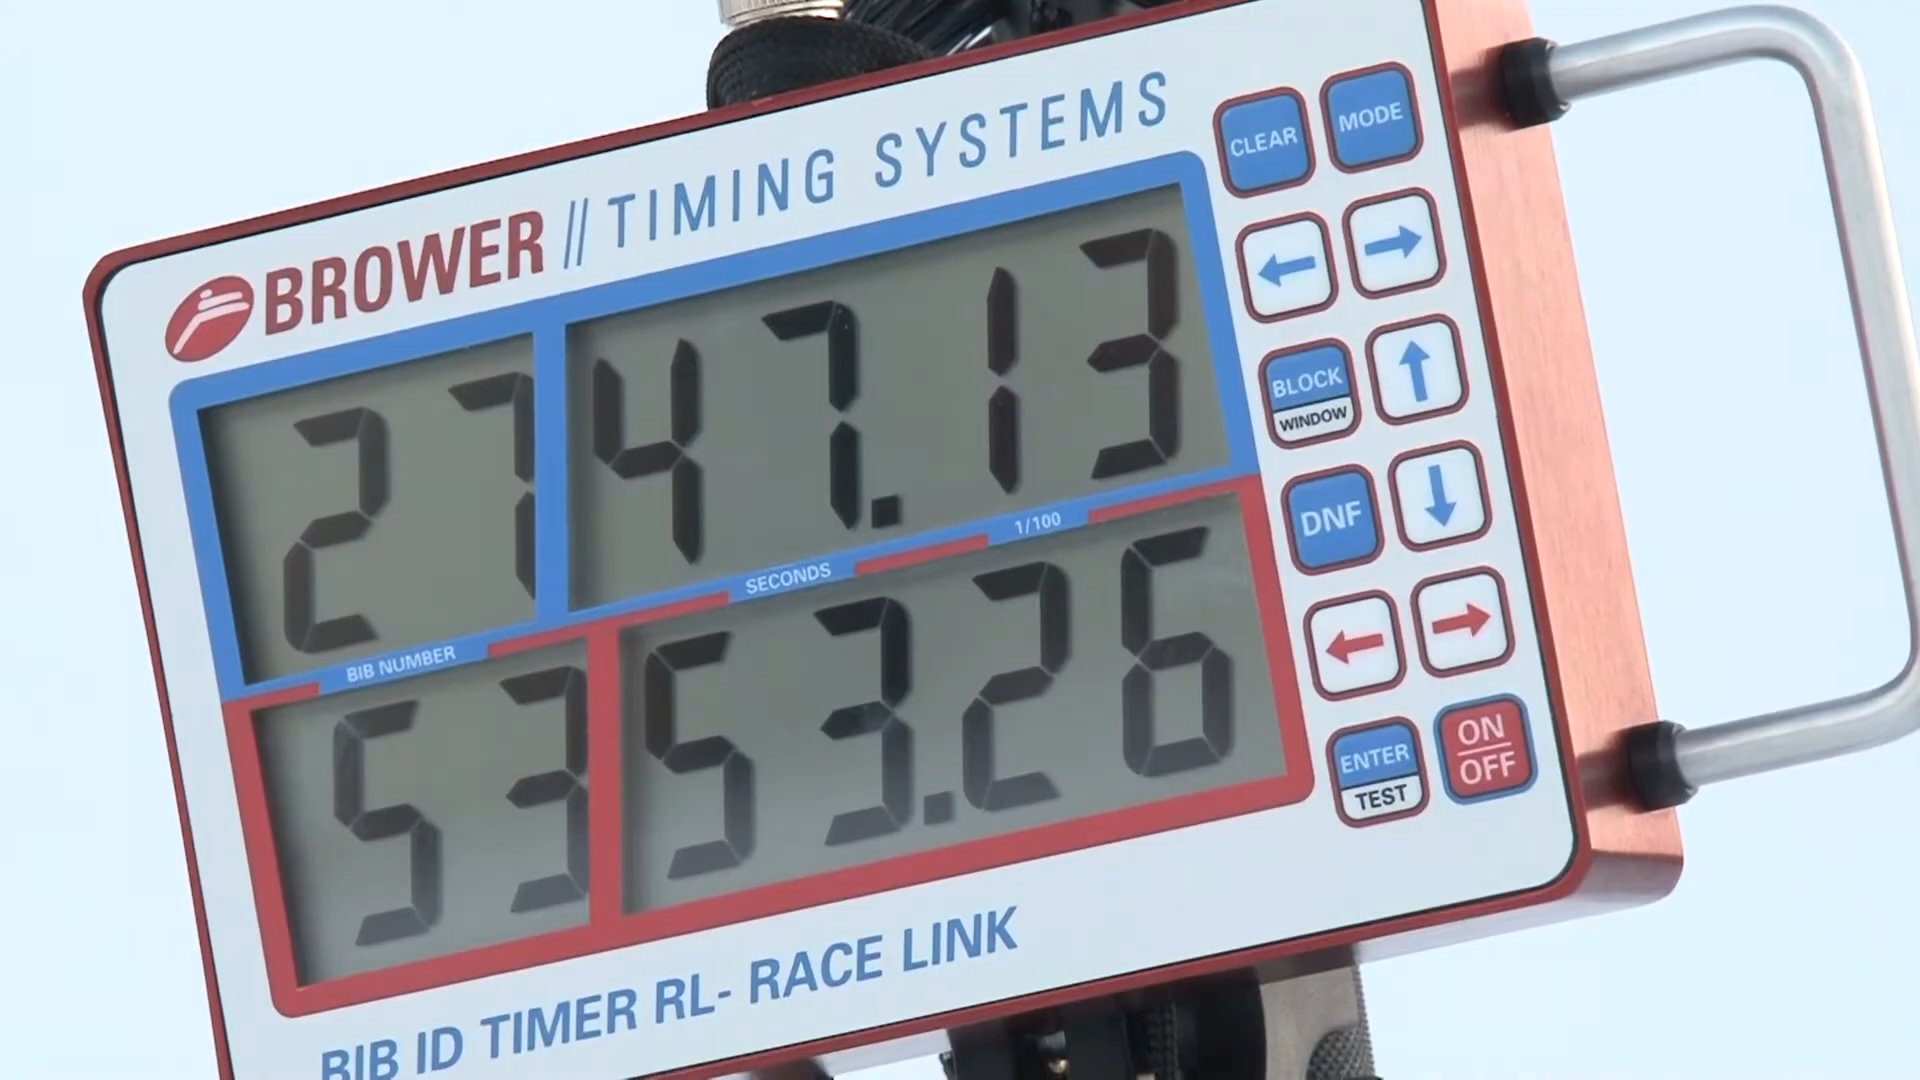 BROWER // TIMING SYSTEMS
CLEAR
MODE
27
47.13
BLOCK
WINDOW
BIB NUMBER
SECONDS
1/100
DNF
53
53.26
ENTER
TEST
ON
OFF
BIB ID TIMER RL- RACE LINK